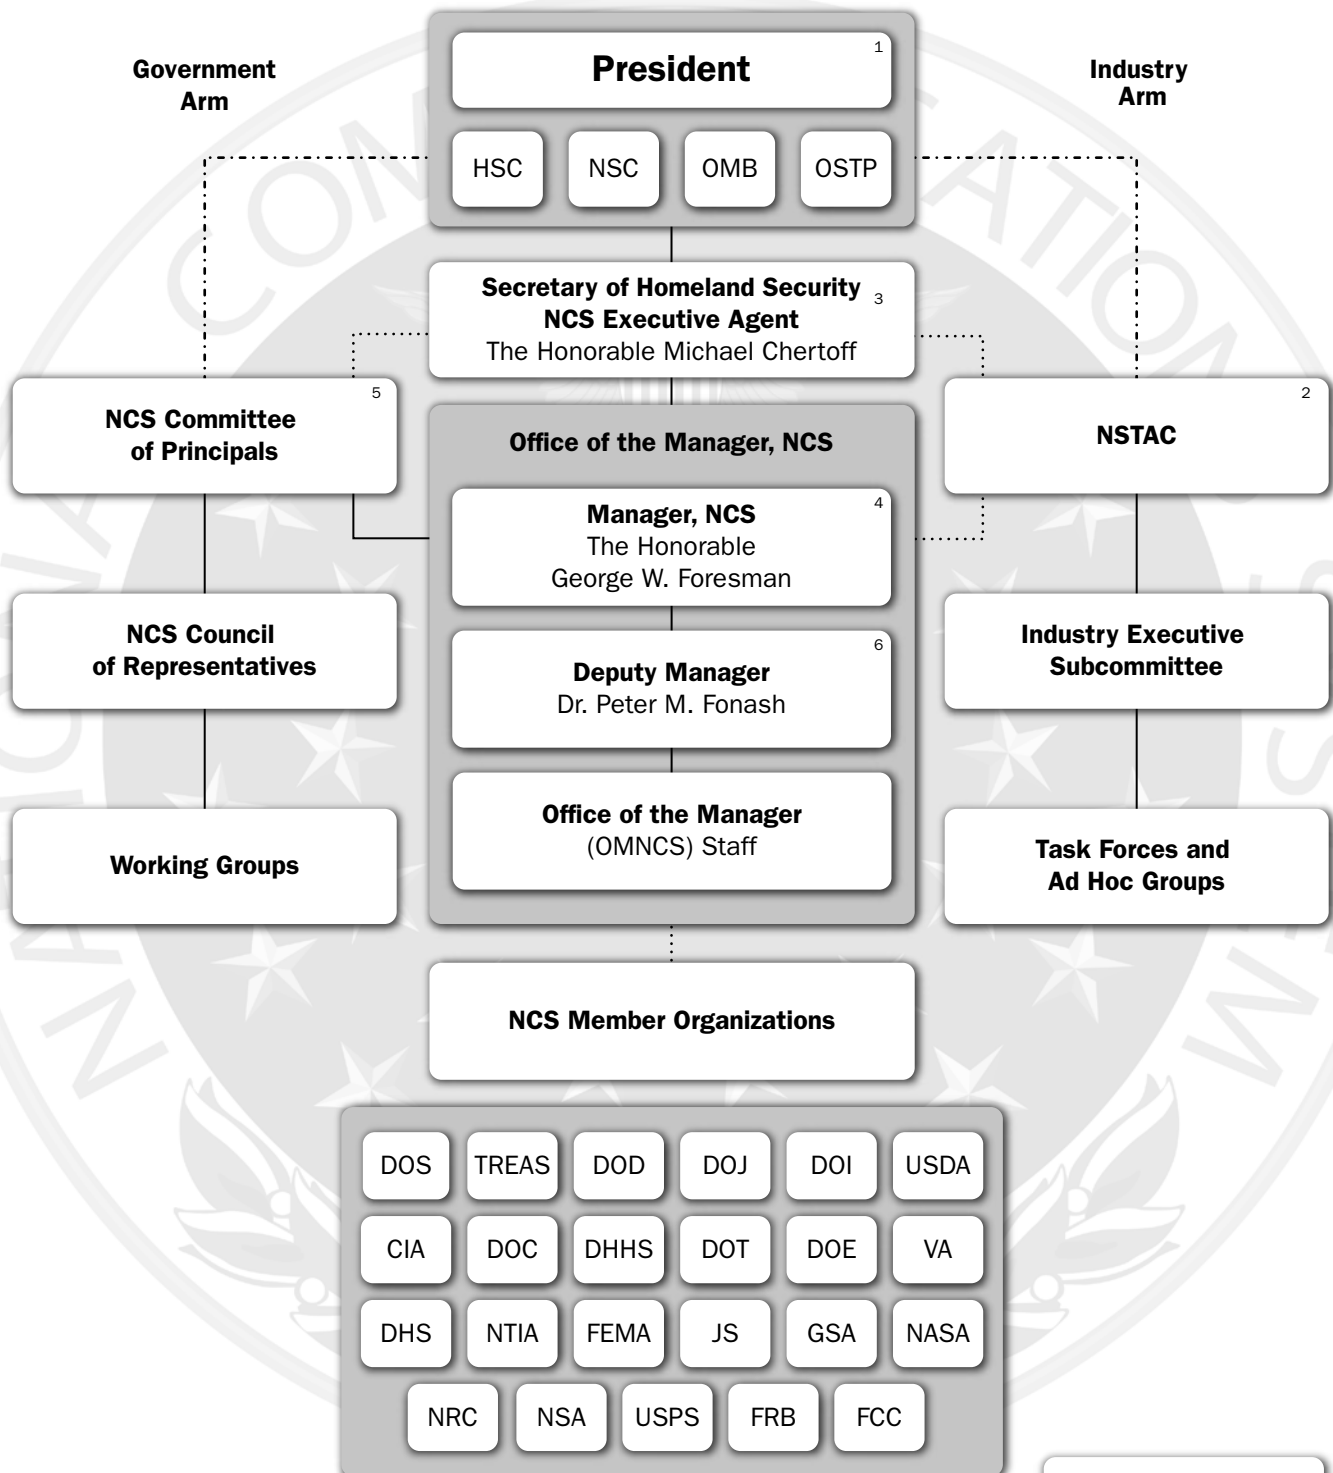 Government
Arm
President
1
Industry
Arm
HSC
NSC
OMB
OSTP
Secretary of Homeland Security
NCS Executive Agent
The Honorable Michael Chertoff
3
NCS Committee
of Principals
5
NSTAC
2
Office of the Manager, NCS
Manager, NCS
The Honorable
George W. Foresman
4
NCS Council
of Representatives
Deputy Manager
Dr. Peter M. Fonash
6
Industry Executive
Subcommittee
Working Groups
Office of the Manager
(OMNCS) Staff
Task Forces and
Ad Hoc Groups
NCS Member Organizations
DOS
TREAS
DOD
DOJ
DOI
USDA
CIA
DOC
DHHS
DOT
DOE
VA
DHS
NTIA
FEMA
JS
GSA
NASA
NRC
NSA
USPS
FRB
FCC